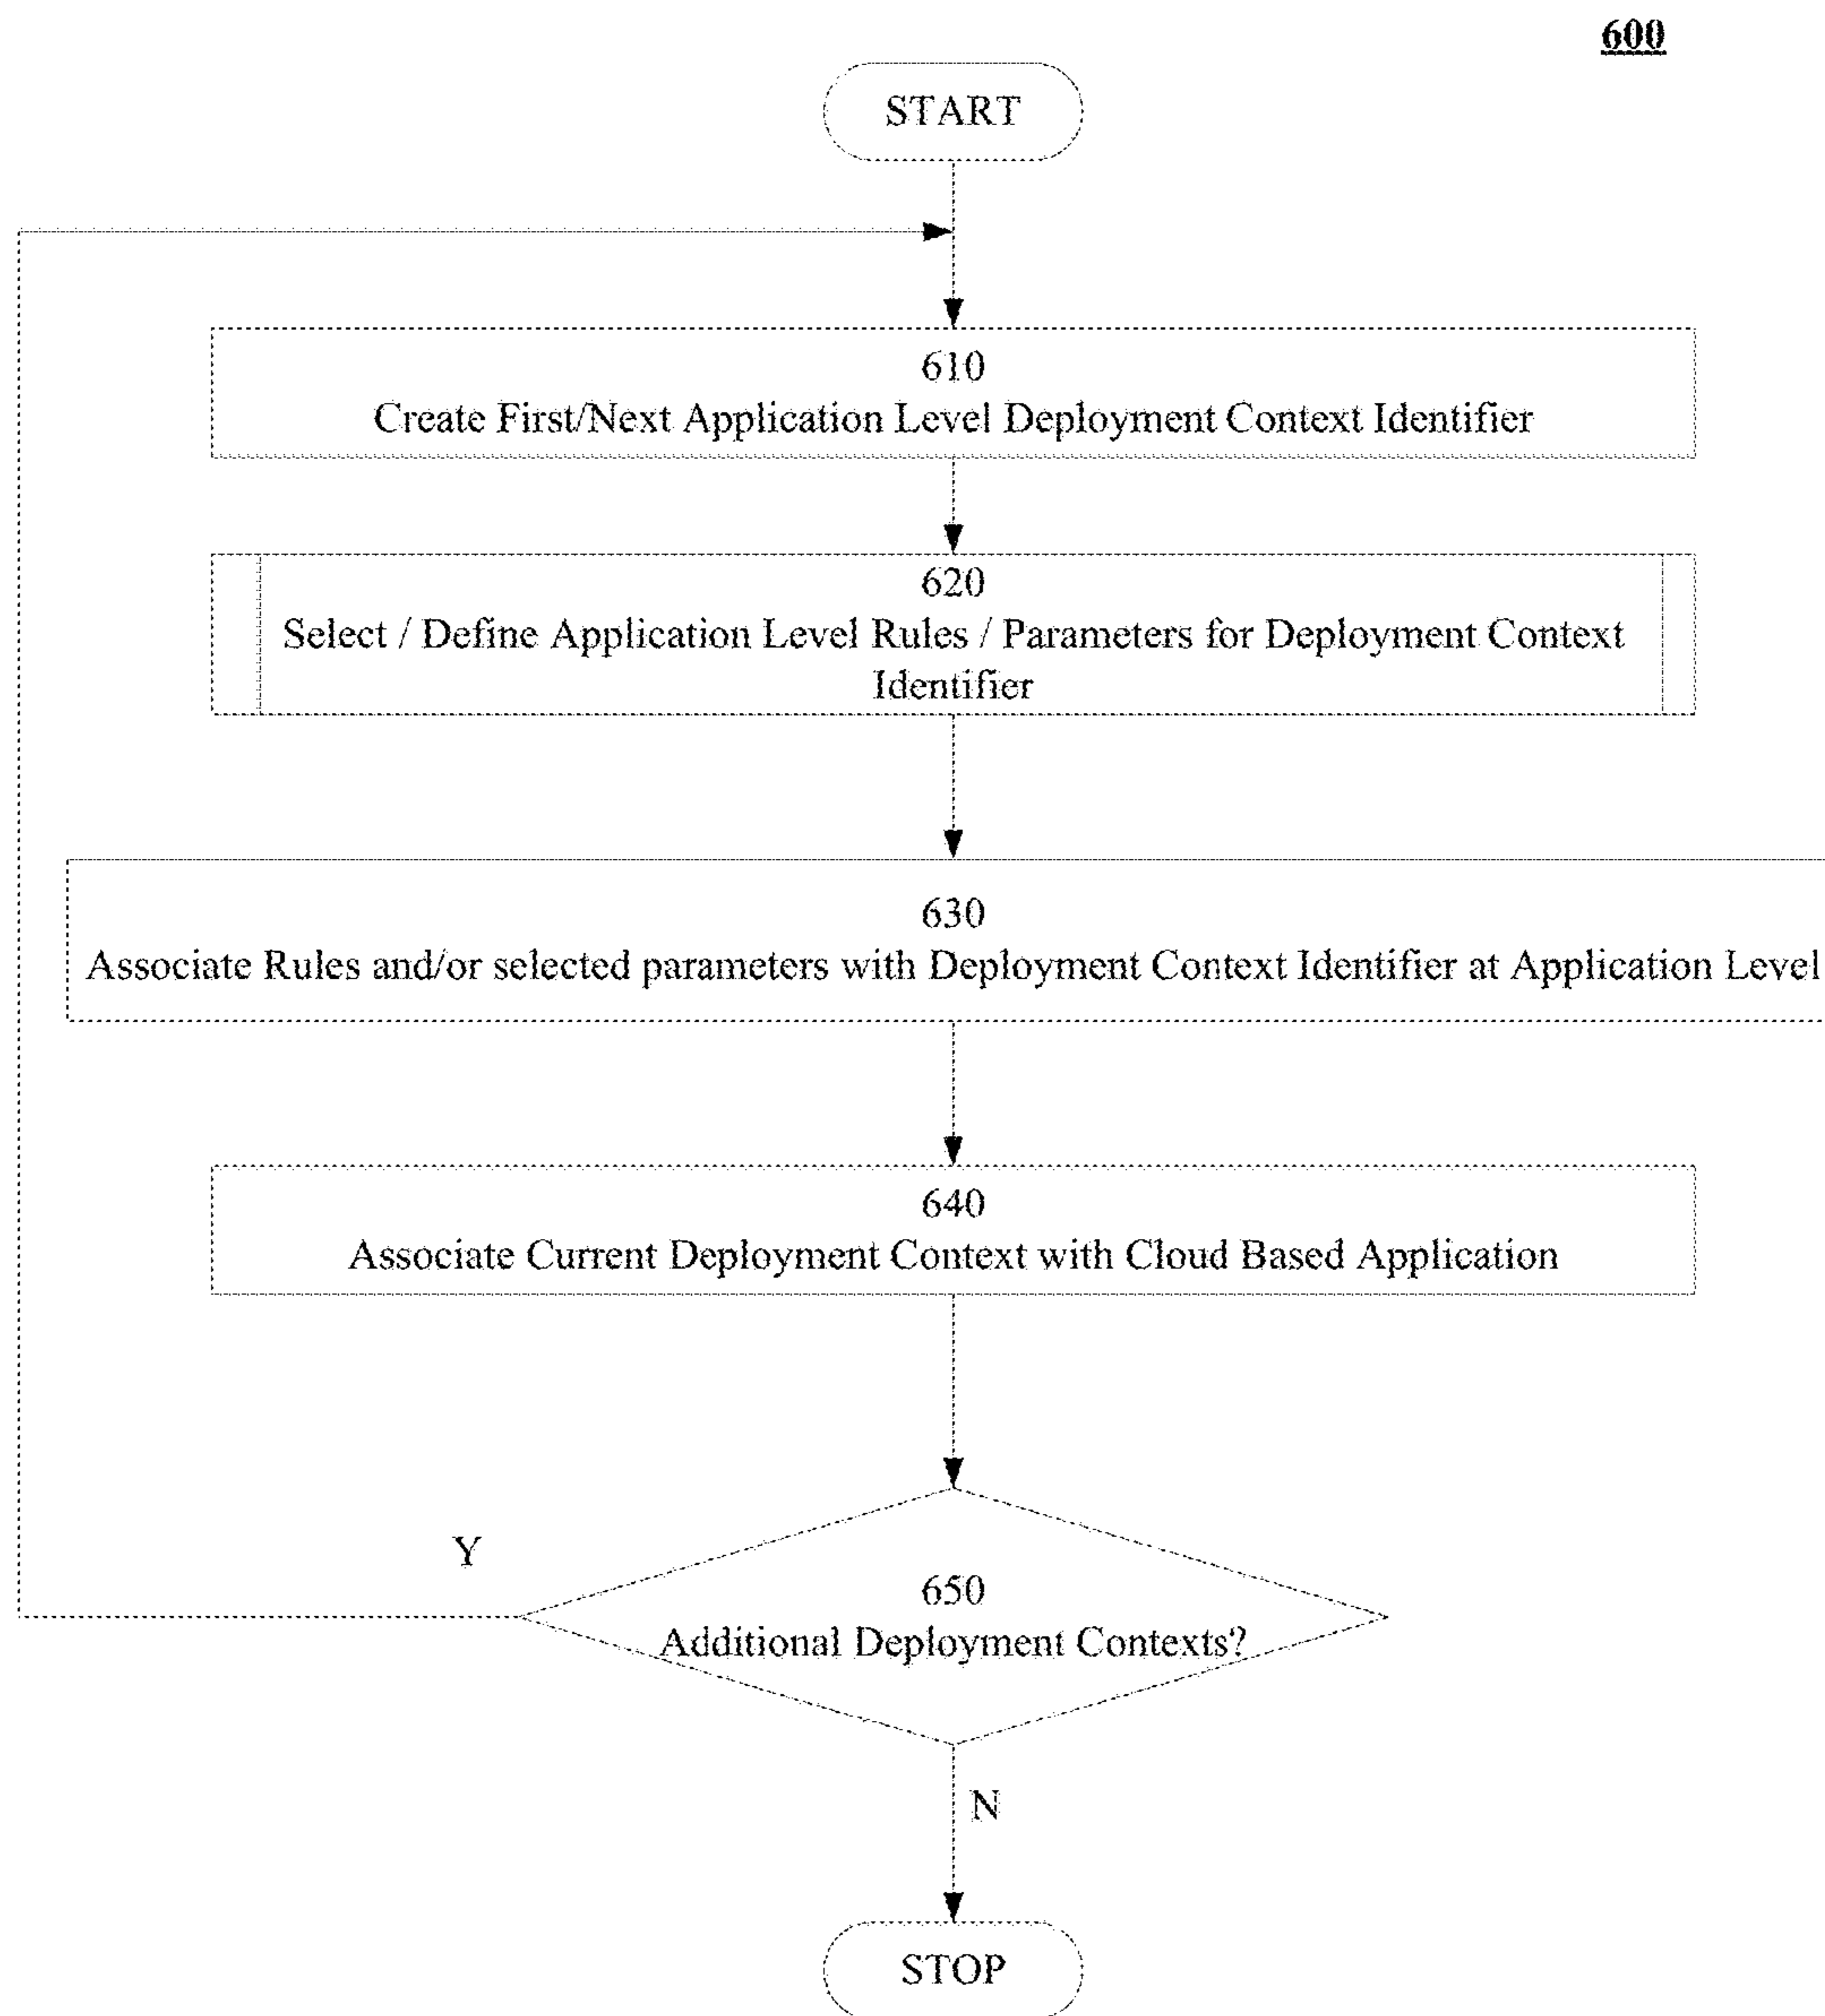 600
START
610
Create First/Next Application Level Deployment Context Identifier
620
Select / Define Application Level Rules / Parameters for Deployment Context
Identifier
630
Associate Rules and/or selected parameters with Deployment Context Identifier at Application Level
640
Associate Current Deployment Context with Cloud Based Application
Y
650
Additional Deployment Contexts?
N
STOP